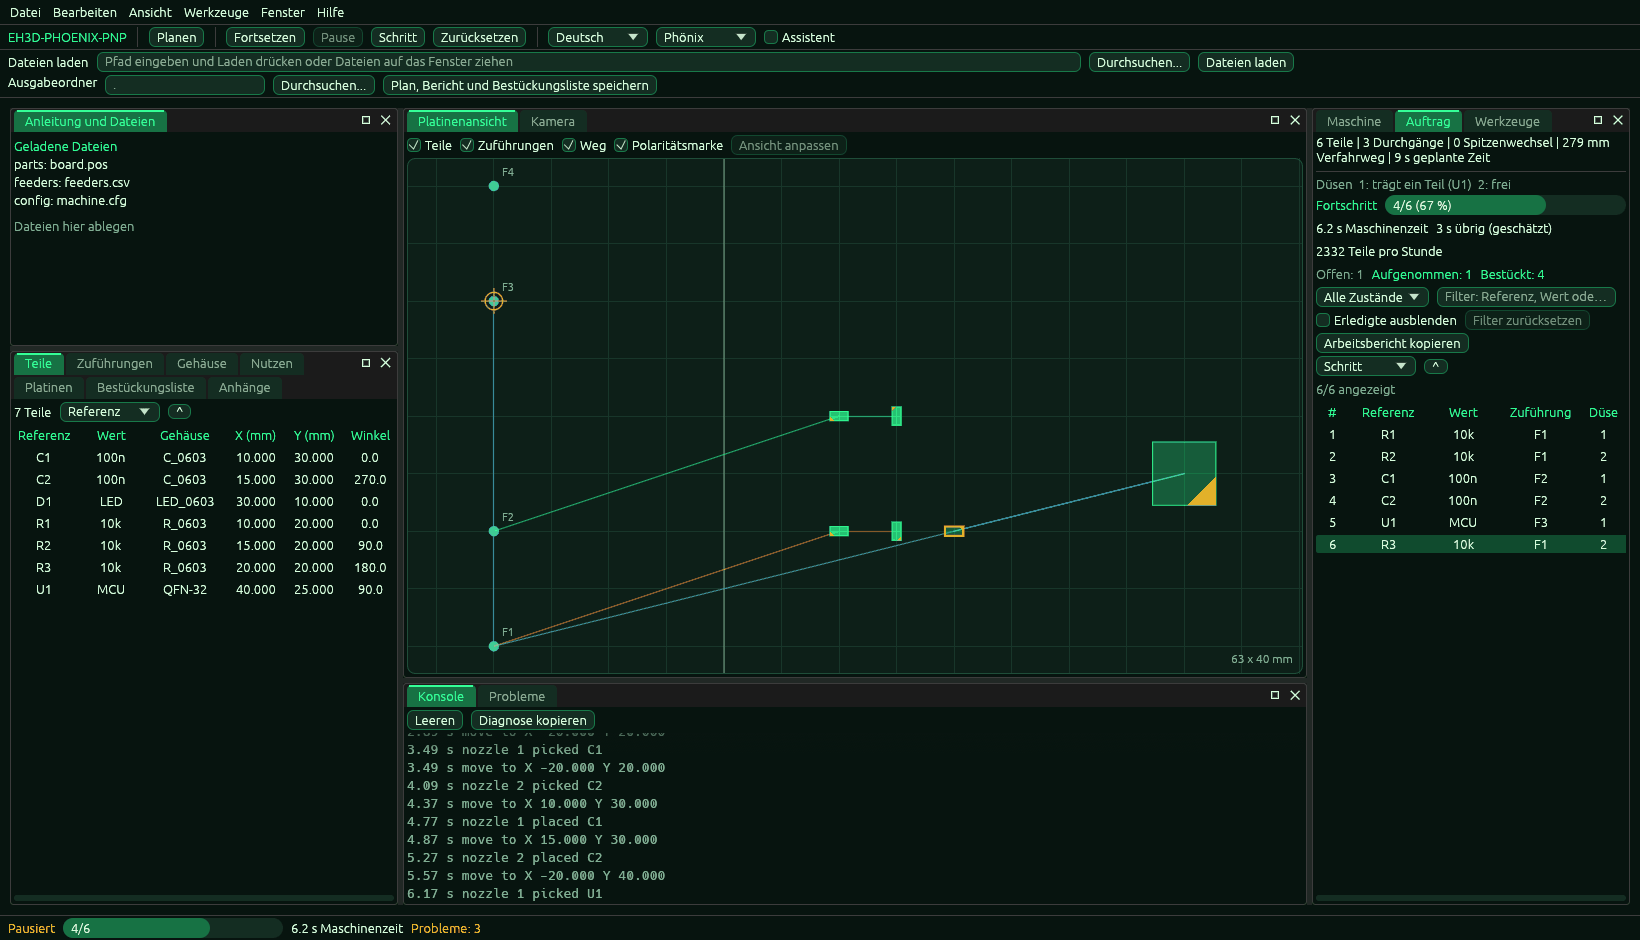 Datei Bearbeiten Ansicht Werkzeuge Fenster Hilfe
EH3D-PHOENIX-PNP Planen Fortsetzen Pause Schritt Zurücksetzen Deutsch Phönix Assistent
Dateien laden Pfad eingeben und Laden drücken oder Dateien auf das Fenster ziehen Durchsuchen... Dateien laden
Ausgabeordner . Durchsuchen... Plan, Bericht und Bestückungsliste speichern
Anleitung und Dateien
Geladene Dateien
parts: board.pos
feeders: feeders.csv
config: machine.cfg
Dateien hier ablegen
Teile Zuführungen Gehäuse Nutzen
Platinen Bestückungsliste Anhänge
7 Teile Referenz ^
Referenz Wert Gehäuse X (mm) Y (mm) Winkel
C1 100n C_0603 10.000 30.000 0.0
C2 100n C_0603 15.000 30.000 270.0
D1 LED LED_0603 30.000 10.000 0.0
R1 10k R_0603 10.000 20.000 0.0
R2 10k R_0603 15.000 20.000 90.0
R3 10k R_0603 20.000 20.000 180.0
U1 MCU QFN-32 40.000 25.000 90.0
Platinenansicht Kamera
Teile Zuführungen Weg Polaritätsmarke Ansicht anpassen
F4
F3
F2
F1
63 x 40 mm
Konsole Probleme
Leeren Diagnose kopieren
3.49 s nozzle 1 picked C1
3.49 s move to X -20.000 Y 20.000
4.09 s nozzle 2 picked C2
4.37 s move to X 10.000 Y 30.000
4.77 s nozzle 1 placed C1
4.87 s move to X 15.000 Y 30.000
5.27 s nozzle 2 placed C2
5.57 s move to X -20.000 Y 40.000
6.17 s nozzle 1 picked U1
Maschine Auftrag Werkzeuge
6 Teile | 3 Durchgänge | 0 Spitzenwechsel | 279 mm
Verfahrweg | 9 s geplante Zeit
Düsen 1: trägt ein Teil (U1) 2: frei
Fortschritt 4/6 (67 %)
6.2 s Maschinenzeit 3 s übrig (geschätzt)
2332 Teile pro Stunde
Offen: 1 Aufgenommen: 1 Bestückt: 4
Alle Zustände Filter: Referenz, Wert ode…
Erledigte ausblenden Filter zurücksetzen
Arbeitsbericht kopieren
Schritt ^
6/6 angezeigt
# Referenz Wert Zuführung Düse
1 R1 10k F1 1
2 R2 10k F1 2
3 C1 100n F2 1
4 C2 100n F2 2
5 U1 MCU F3 1
6 R3 10k F1 2
Pausiert 4/6 6.2 s Maschinenzeit Probleme: 3